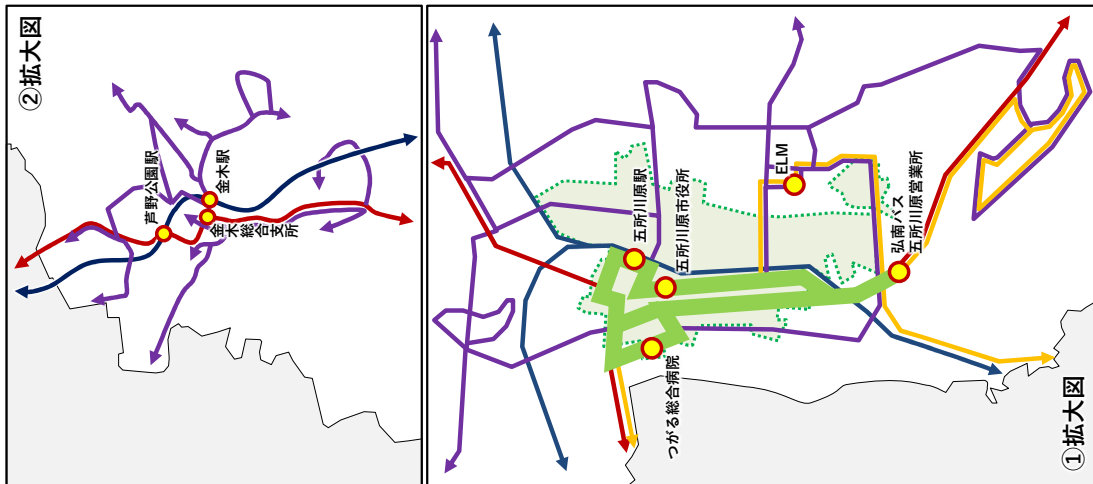 ②拡大図
芦野公園駅
金木駅
金木総合支所
五所川原駅
五所川原市役所
ELM
弘南バス
五所川原営業所
つがる総合病院
①拡大図